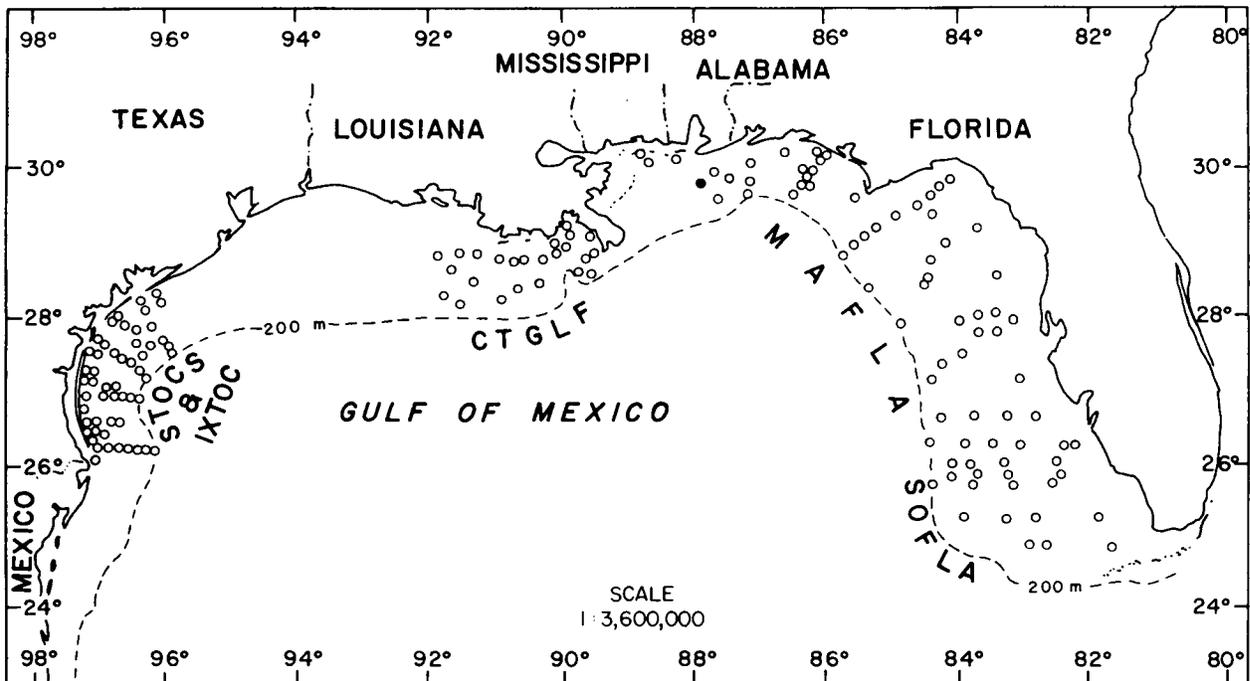 98° 96° 94° 92° 90° 88° 86° 84° 82° 80°
MISSISSIPPI ALABAMA
TEXAS LOUISIANA FLORIDA
30° 30°
MAFLA
28° 200 m 28°
CTGLF
STOCS
&
IXTOC
GULF OF MEXICO
26° 26°
SOFLA
MEXICO
SCALE
1:3,600,000
200 m
24° 24°
98° 96° 94° 92° 90° 88° 86° 84° 82° 80°